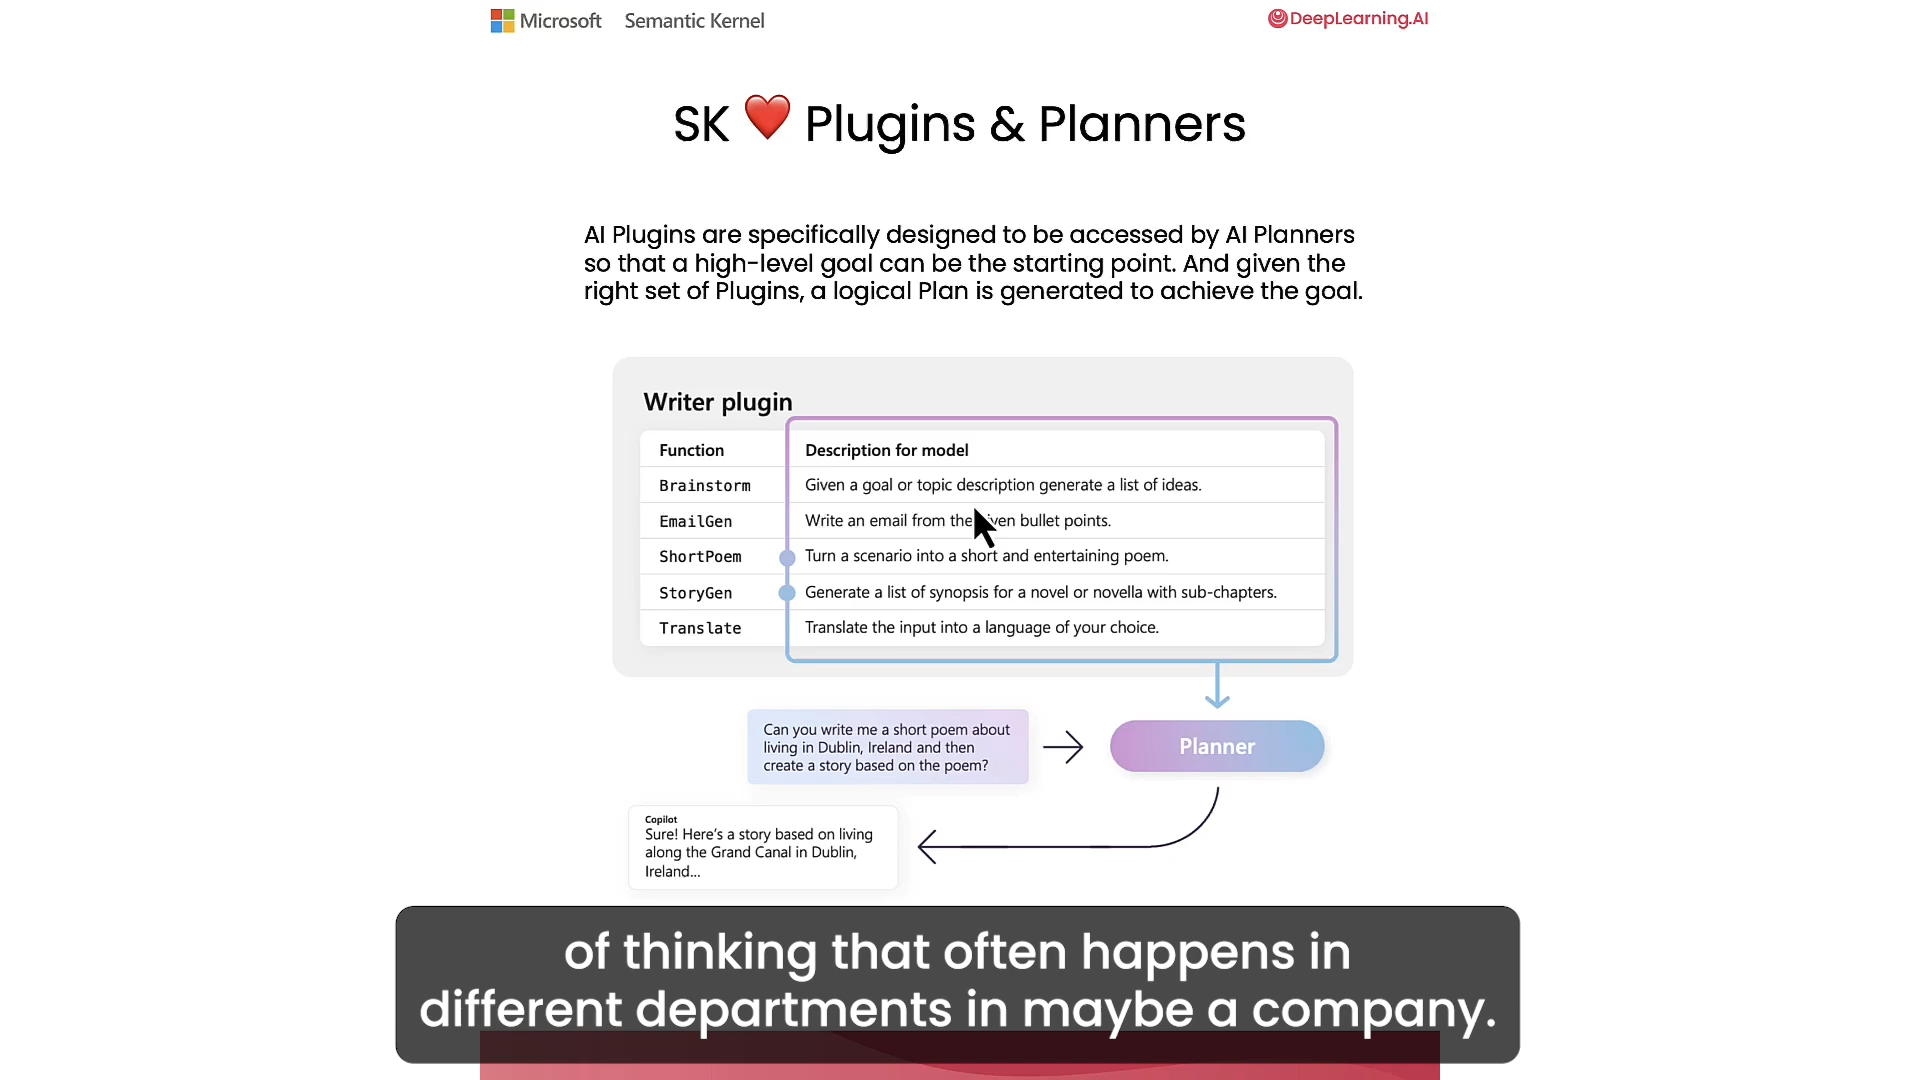 Microsoft Semantic Kernel
DeepLearning.AI
SK ❤️ Plugins & Planners
AI Plugins are specifically designed to be accessed by AI Planners
so that a high-level goal can be the starting point. And given the
right set of Plugins, a logical Plan is generated to achieve the goal.
Writer plugin
Function Description for model
Brainstorm Given a goal or topic description generate a list of ideas.
EmailGen Write an email from the bullet points.
ShortPoem Turn a scenario into a short and entertaining poem.
StoryGen Generate a list of synopsis for a novel or novella with sub-chapters.
Translate Translate the input into a language of your choice.
Can you write me a short poem about
living in Dublin, Ireland and then
create a story based on the poem?
Planner
Copilot
Sure! Here's a story based on living
along the Grand Canal in Dublin,
Ireland...
of thinking that often happens in
different departments in maybe a company.